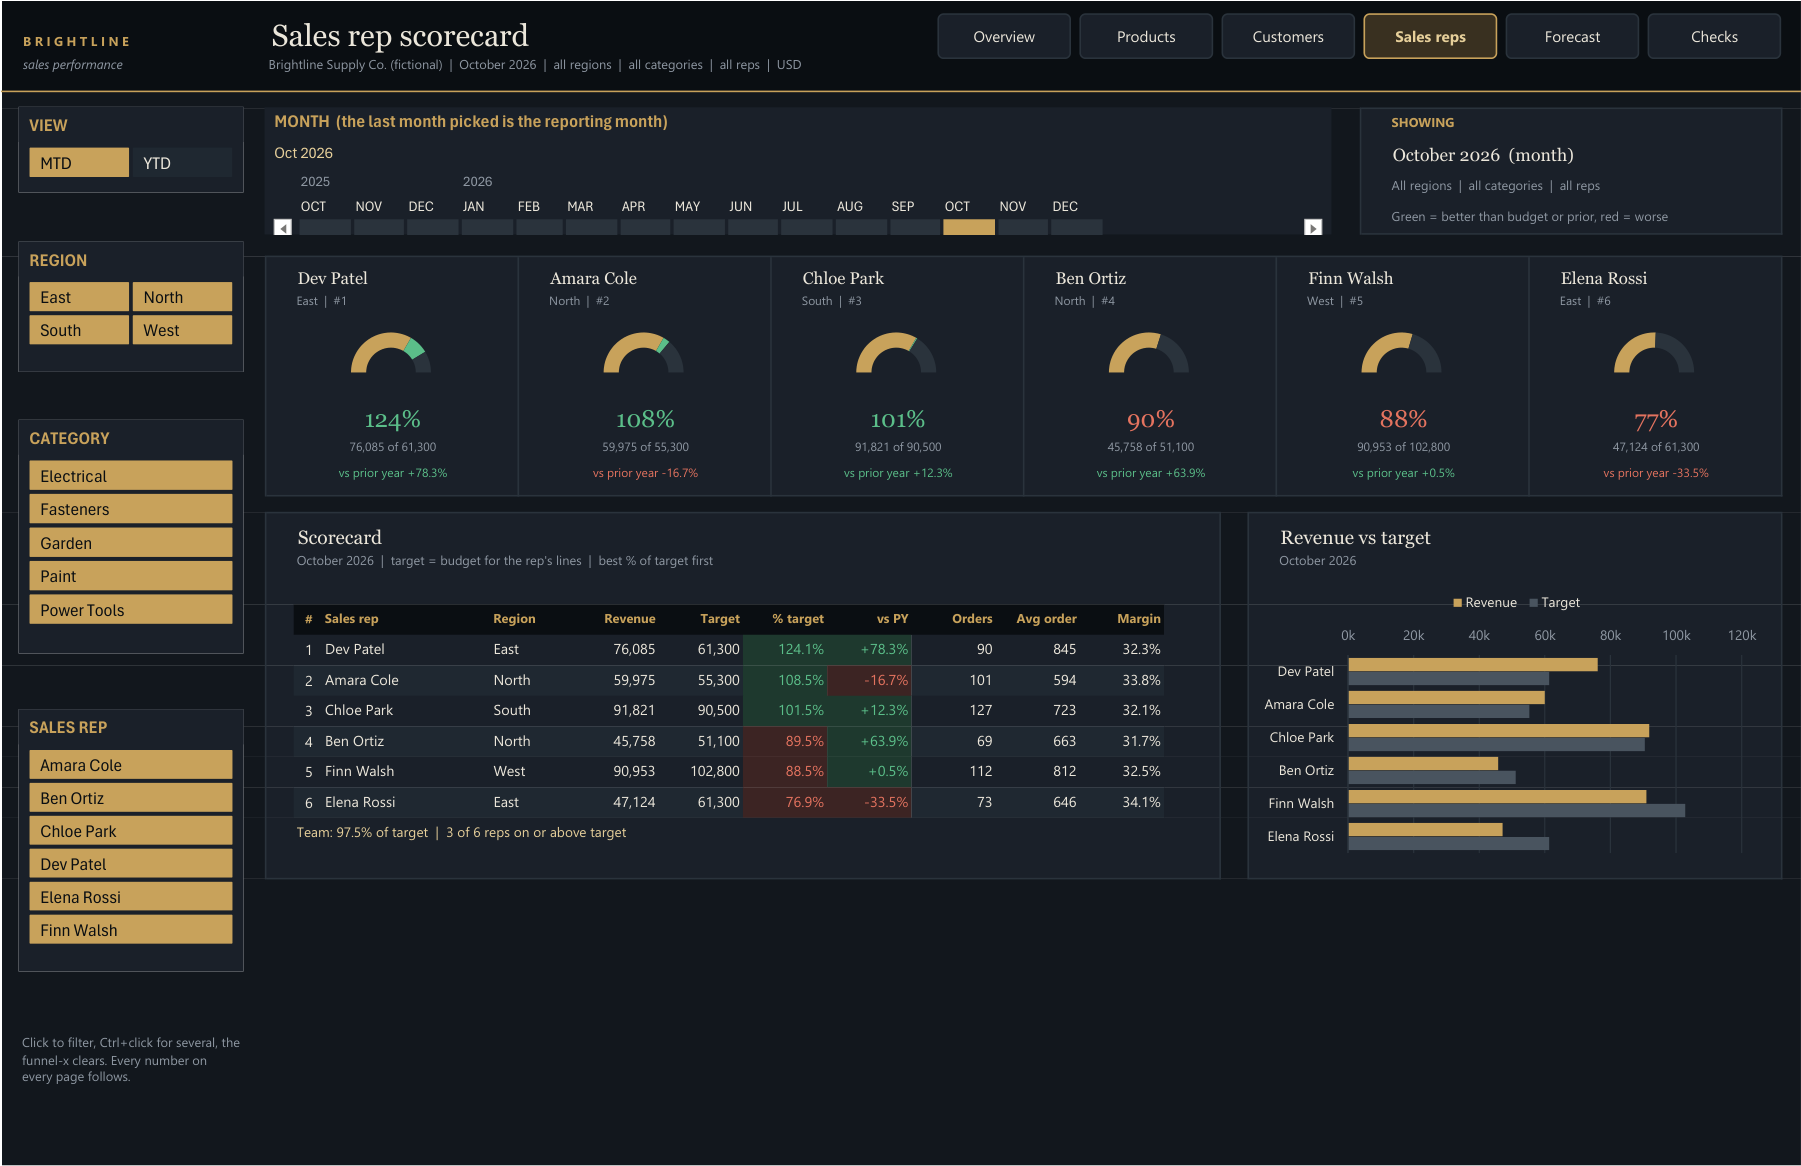 BRIGHTLINE
sales performance
Sales rep scorecard
Brightline Supply Co. (fictional) | October 2026 | all regions | all categories | all reps | USD
Overview
Products
Customers
Sales reps
Forecast
Checks
VIEW
MTD YTD
REGION
East North
South West
CATEGORY
Electrical
Fasteners
Garden
Paint
Power Tools
SALES REP
Amara Cole
Ben Ortiz
Chloe Park
Dev Patel
Elena Rossi
Finn Walsh
Click to filter, Ctrl+click for several, the
funnel-x clears. Every number on
every page follows.
MONTH (the last month picked is the reporting month)
Oct 2026
2025 2026
OCT NOV DEC JAN FEB MAR APR MAY JUN JUL AUG SEP OCT NOV DEC
SHOWING
October 2026 (month)
All regions | all categories | all reps
Green = better than budget or prior, red = worse
Dev Patel
East | #1
124%
76,085 of 61,300
vs prior year +78.3%
Amara Cole
North | #2
108%
59,975 of 55,300
vs prior year -16.7%
Chloe Park
South | #3
101%
91,821 of 90,500
vs prior year +12.3%
Ben Ortiz
North | #4
90%
45,758 of 51,100
vs prior year +63.9%
Finn Walsh
West | #5
88%
90,953 of 102,800
vs prior year +0.5%
Elena Rossi
East | #6
77%
47,124 of 61,300
vs prior year -33.5%
Scorecard
October 2026 | target = budget for the rep's lines | best % of target first
# Sales rep Region Revenue Target % target vs PY Orders Avg order Margin
1 Dev Patel East 76,085 61,300 124.1% +78.3% 90 845 32.3%
2 Amara Cole North 59,975 55,300 108.5% -16.7% 101 594 33.8%
3 Chloe Park South 91,821 90,500 101.5% +12.3% 127 723 32.1%
4 Ben Ortiz North 45,758 51,100 89.5% +63.9% 69 663 31.7%
5 Finn Walsh West 90,953 102,800 88.5% +0.5% 112 812 32.5%
6 Elena Rossi East 47,124 61,300 76.9% -33.5% 73 646 34.1%
Team: 97.5% of target | 3 of 6 reps on or above target
Revenue vs target
October 2026
Revenue Target
0k 20k 40k 60k 80k 100k 120k
Dev Patel
Amara Cole
Chloe Park
Ben Ortiz
Finn Walsh
Elena Rossi